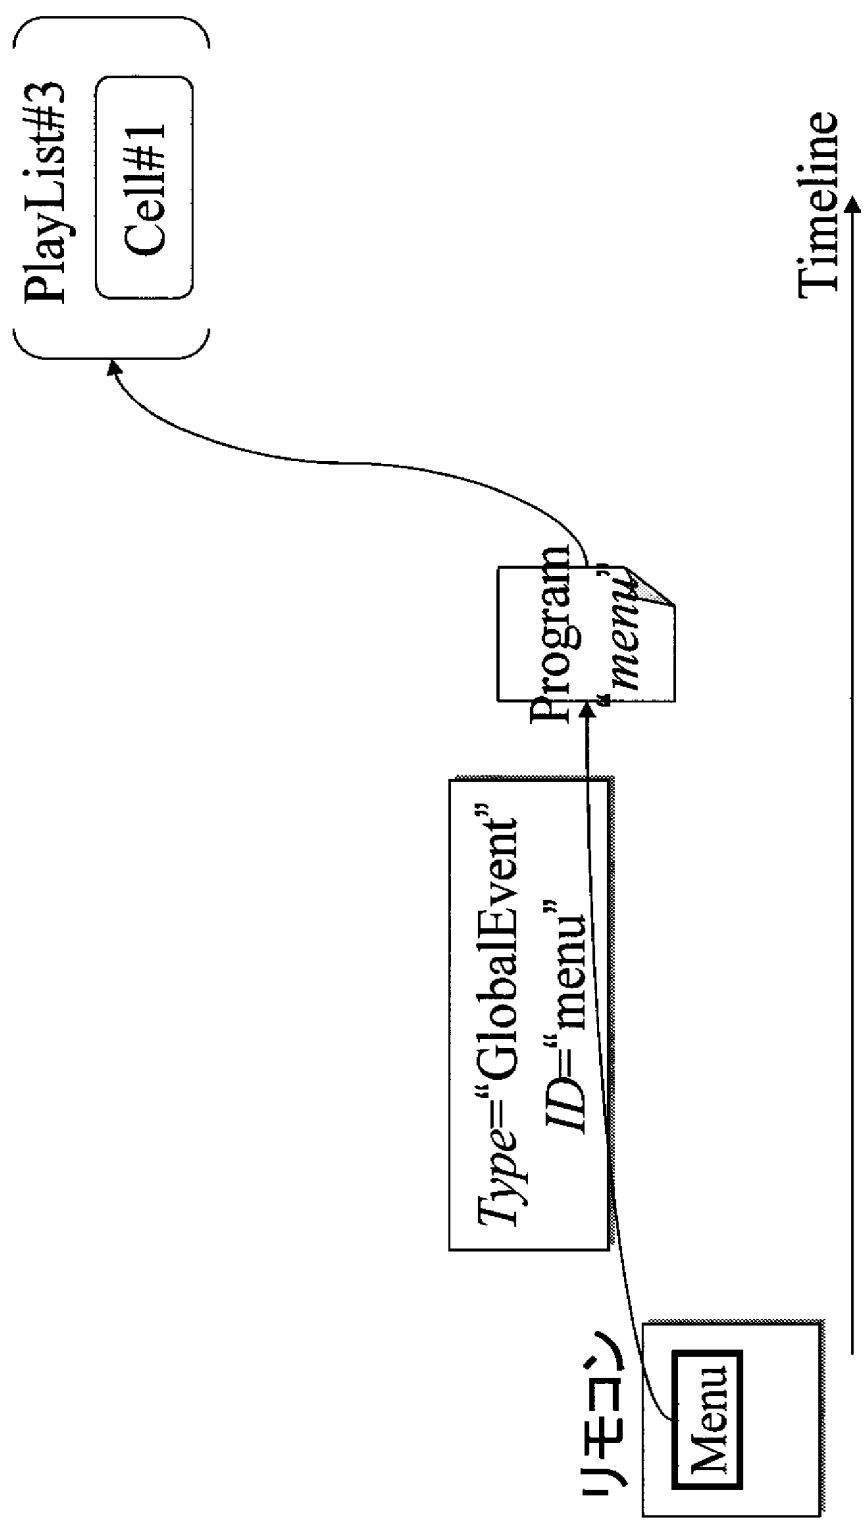 PlayList#3
Cell#1
Type=“GlobalEvent”
ID=“menu”
Program
“menu”
リモコン
Menu
Timeline